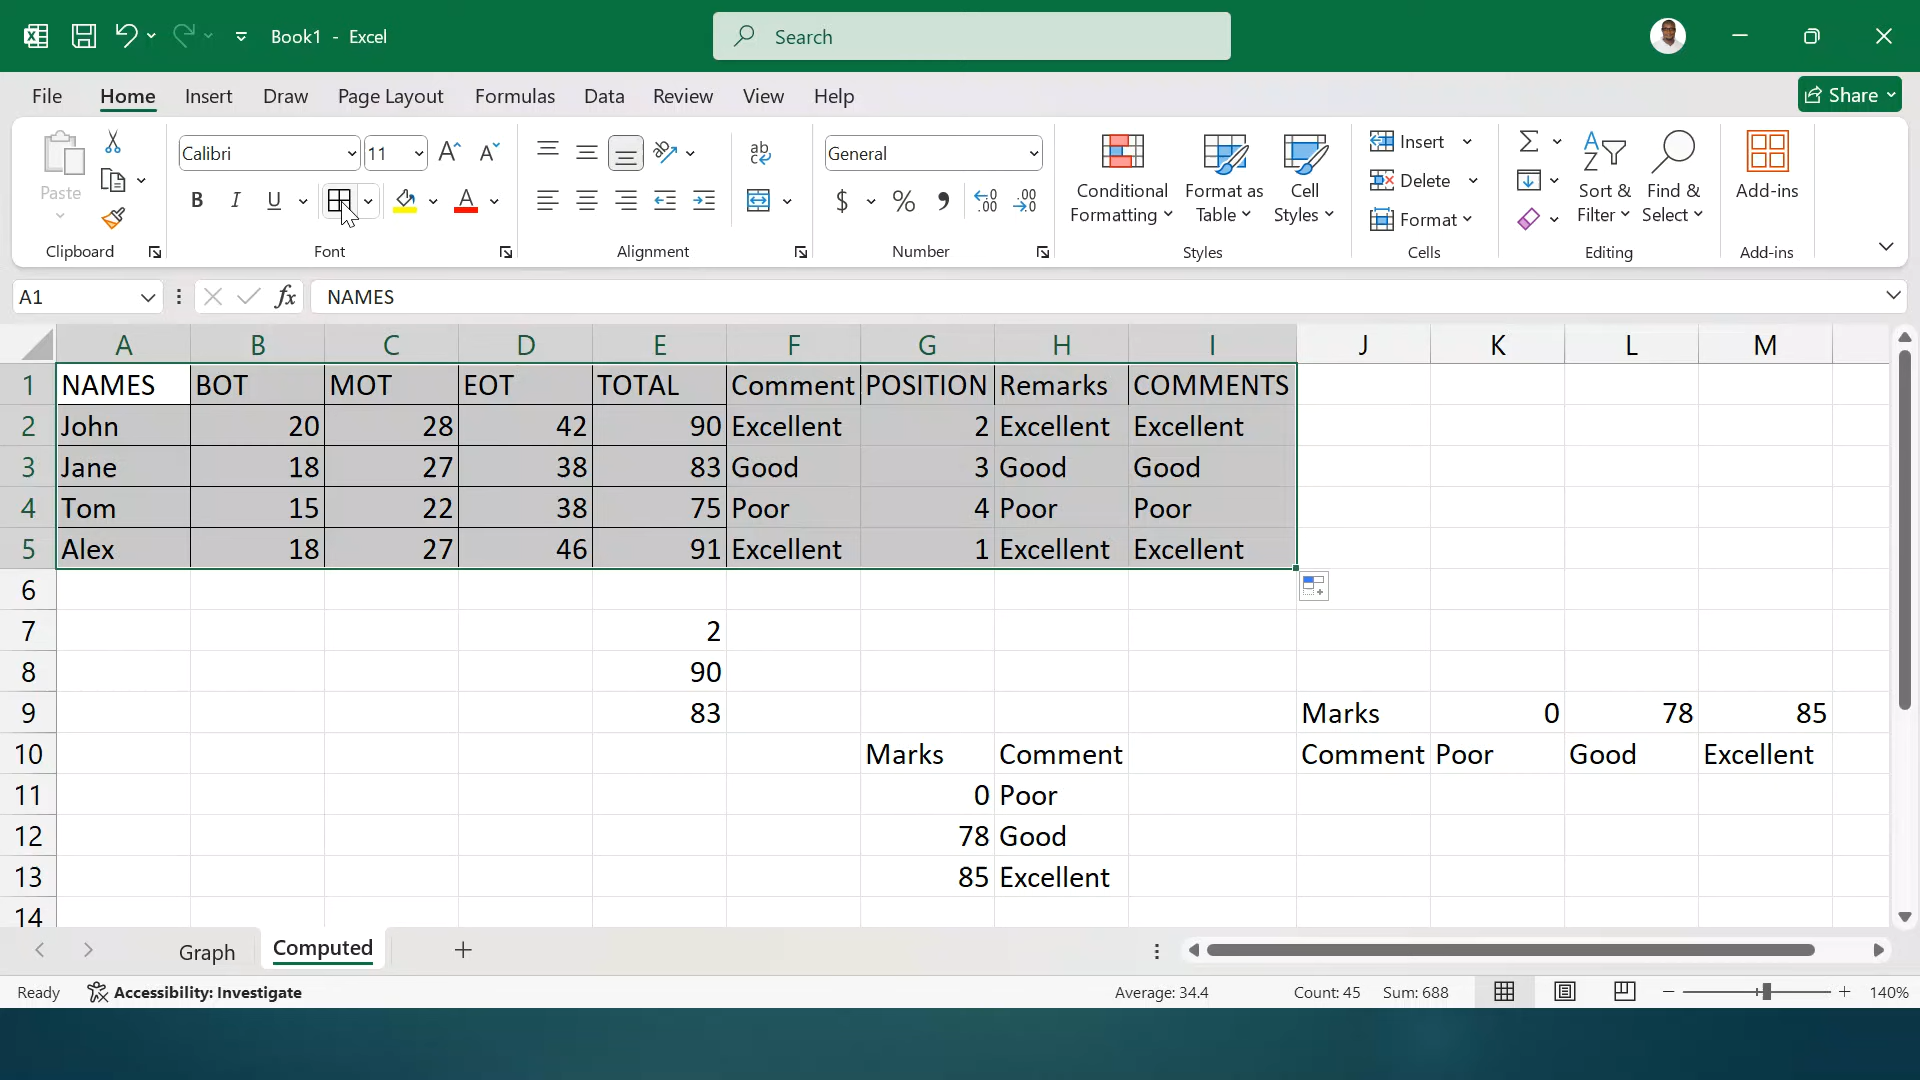 Book1 - Excel
Search
File Home Insert Draw Page Layout Formulas Data Review View Help
Share
Paste
Clipboard
Calibri 11
B I U A
Font
ab
Alignment
General
$ % , .00
Number
Conditional Formatting
Format as Table
Cell Styles
Styles
Insert
Delete
Format
Cells
Sort & Filter
Find & Select
Editing
Add-ins
Add-ins
A1 fx NAMES
A B C D E F G H I J K L M
1 NAMES BOT MOT EOT TOTAL Comment POSITION Remarks COMMENTS
2 John 20 28 42 90 Excellent 2 Excellent Excellent
3 Jane 18 27 38 83 Good 3 Good Good
4 Tom 15 22 38 75 Poor 4 Poor Poor
5 Alex 18 27 46 91 Excellent 1 Excellent Excellent
6
7 2
8 90
9 83 Marks 0 78 85
10 Marks Comment Comment Poor Good Excellent
11 0 Poor
12 78 Good
13 85 Excellent
14
Graph Computed
Ready Accessibility: Investigate Average: 34.4 Count: 45 Sum: 688 140%